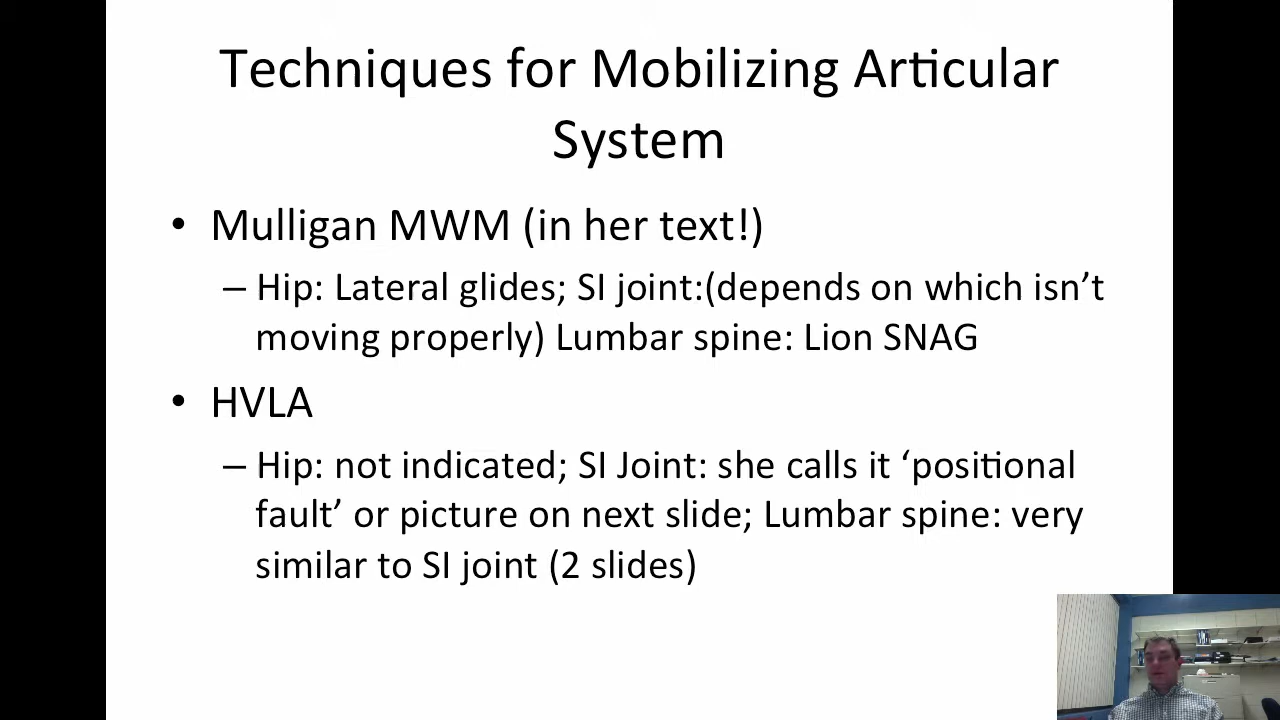 Techniques for Mobilizing Articular
System
• Mulligan MWM (in her text!)
– Hip: Lateral glides; SI joint:(depends on which isn’t
moving properly) Lumbar spine: Lion SNAG
• HVLA
– Hip: not indicated; SI Joint: she calls it ‘positional
fault’ or picture on next slide; Lumbar spine: very
similar to SI joint (2 slides)